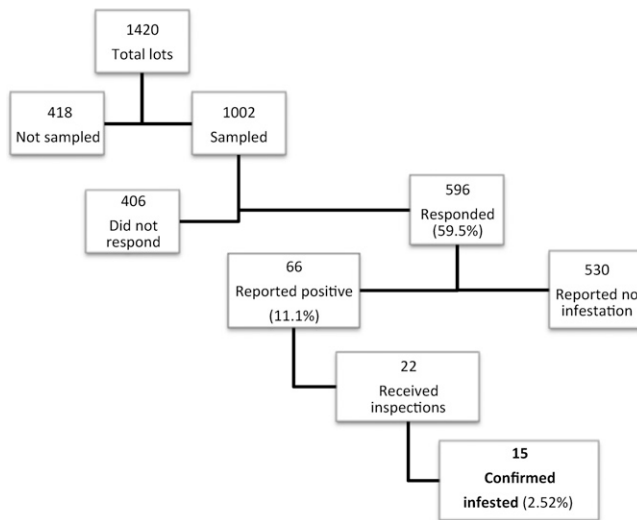 1420
Total lots
418
Not sampled
1002
Sampled
406
Did not
respond
596
Responded
(59.5%)
66
Reported positive
(11.1%)
530
Reported no
infestation
22
Received
inspections
15
Confirmed
infested (2.52%)